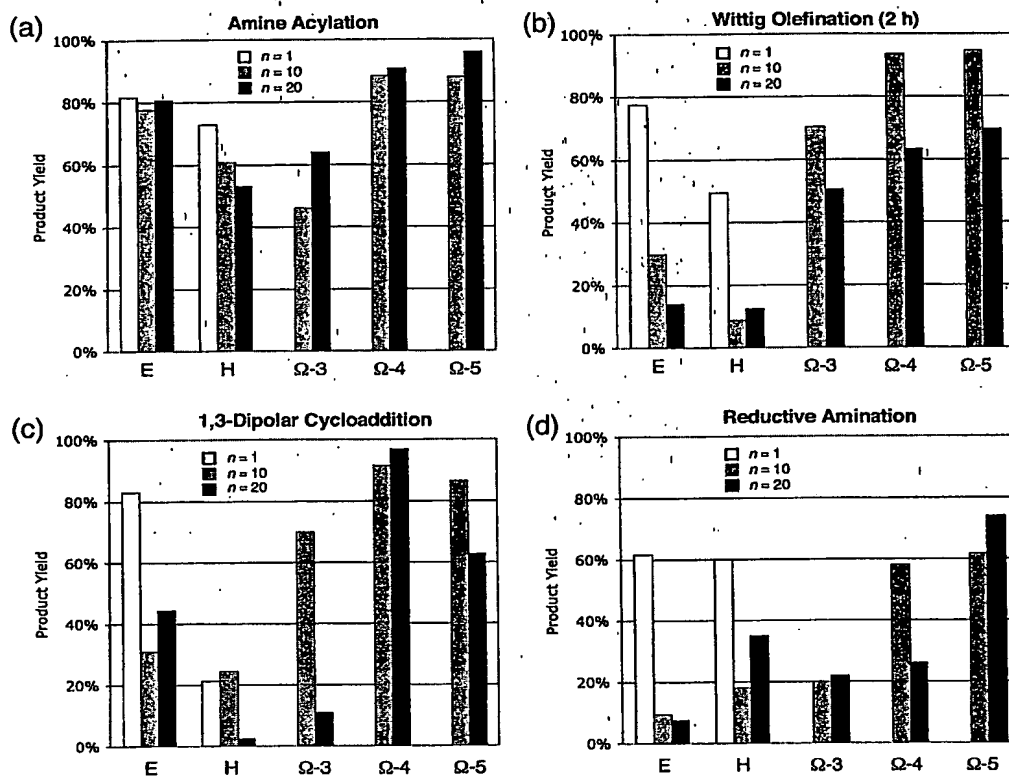 (a)
Amine Acylation
100%
80%
60%
40%
20%
0%
Product Yield
n = 1
n = 10
n = 20
E H Ω-3 Ω-4 Ω-5
(b)
Wittig Olefination (2 h)
100%
80%
60%
40%
20%
0%
Product Yield
n = 1
n = 10
n = 20
E H Ω-3 Ω-4 Ω-5
(c)
1,3-Dipolar Cycloaddition
100%
80%
60%
40%
20%
0%
Product Yield
n = 1
n = 10
n = 20
E H Ω-3 Ω-4 Ω-5
(d)
Reductive Amination
100%
80%
60%
40%
20%
0%
Product Yield
n = 1
n = 10
n = 20
E H Ω-3 Ω-4 Ω-5